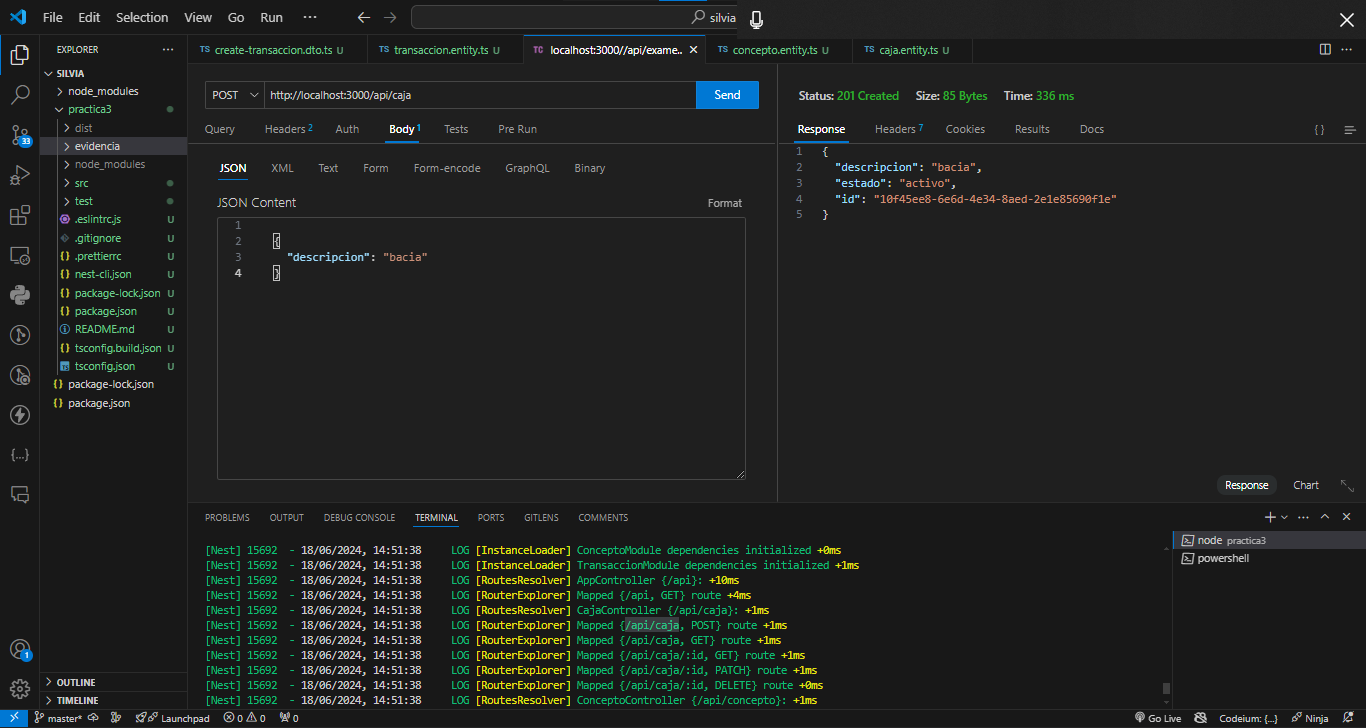 File Edit Selection View Go Run ··· silvia
EXPLORER ···
SILVIA
node_modules
practica3
dist
evidencia
node_modules
src
test
.eslintrc.js U
.gitignore U
.prettierrc U
nest-cli.json U
package-lock.json U
package.json U
README.md U
tsconfig.build.json U
tsconfig.json U
package-lock.json
package.json
OUTLINE
TIMELINE
33
1
TS create-transaccion.dto.ts U
TS transaccion.entity.ts U
TC localhost:3000//api/exame..
TS concepto.entity.ts U
TS caja.entity.ts U
POST http://localhost:3000/api/caja Send
Query Headers 2 Auth Body 1 Tests Pre Run
JSON XML Text Form Form-encode GraphQL Binary
JSON Content Format
1
2 {
3 "descripcion": "bacia"
4 }
Status: 201 Created Size: 85 Bytes Time: 336 ms
Response Headers 7 Cookies Results Docs { }
1 {
2 "descripcion": "bacia",
3 "estado": "activo",
4 "id": "10f45ee8-6e6d-4e34-8aed-2e1e85690f1e"
5 }
Response Chart
PROBLEMS OUTPUT DEBUG CONSOLE TERMINAL PORTS GITLENS COMMENTS
[Nest] 15692 - 18/06/2024, 14:51:38 LOG [InstanceLoader] ConceptoModule dependencies initialized +0ms
[Nest] 15692 - 18/06/2024, 14:51:38 LOG [InstanceLoader] TransaccionModule dependencies initialized +1ms
[Nest] 15692 - 18/06/2024, 14:51:38 LOG [RoutesResolver] AppController {/api}: +10ms
[Nest] 15692 - 18/06/2024, 14:51:38 LOG [RouterExplorer] Mapped {/api, GET} route +4ms
[Nest] 15692 - 18/06/2024, 14:51:38 LOG [RoutesResolver] CajaController {/api/caja}: +1ms
[Nest] 15692 - 18/06/2024, 14:51:38 LOG [RouterExplorer] Mapped {/api/caja, POST} route +1ms
[Nest] 15692 - 18/06/2024, 14:51:38 LOG [RouterExplorer] Mapped {/api/caja, GET} route +1ms
[Nest] 15692 - 18/06/2024, 14:51:38 LOG [RouterExplorer] Mapped {/api/caja/:id, GET} route +1ms
[Nest] 15692 - 18/06/2024, 14:51:38 LOG [RouterExplorer] Mapped {/api/caja/:id, PATCH} route +1ms
[Nest] 15692 - 18/06/2024, 14:51:38 LOG [RouterExplorer] Mapped {/api/caja/:id, DELETE} route +0ms
[Nest] 15692 - 18/06/2024, 14:51:38 LOG [RoutesResolver] ConceptoController {/api/concepto}: +1ms
node practica3
powershell
master* Launchpad 0 0 0 Go Live Codeium: {...} Ninja